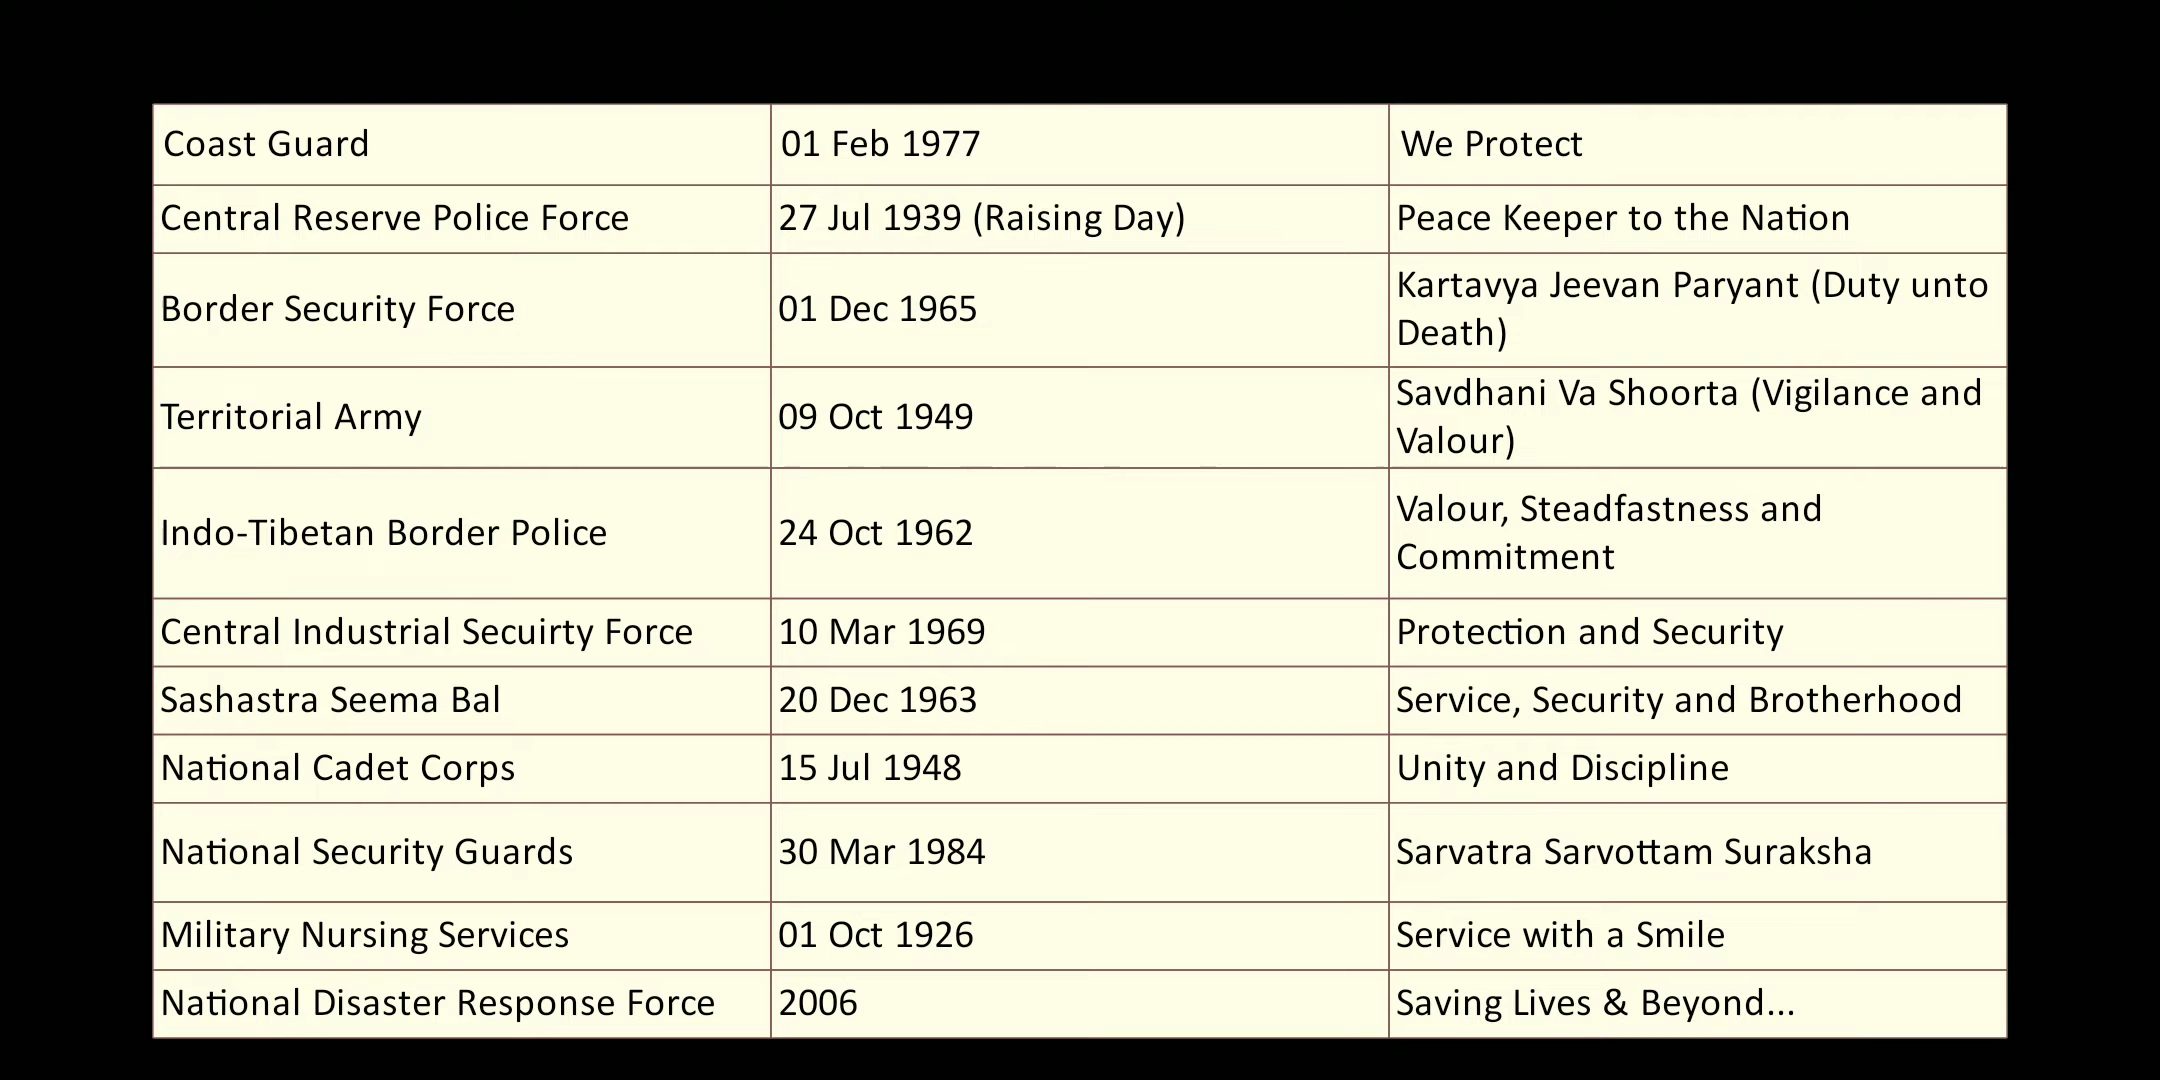 Coast Guard 01 Feb 1977 We Protect
Central Reserve Police Force 27 Jul 1939 (Raising Day) Peace Keeper to the Nation
Border Security Force 01 Dec 1965 Kartavya Jeevan Paryant (Duty unto
Death)
Territorial Army 09 Oct 1949 Savdhani Va Shoorta (Vigilance and
Valour)
Indo-Tibetan Border Police 24 Oct 1962 Valour, Steadfastness and
Commitment
Central Industrial Secuirty Force 10 Mar 1969 Protection and Security
Sashastra Seema Bal 20 Dec 1963 Service, Security and Brotherhood
National Cadet Corps 15 Jul 1948 Unity and Discipline
National Security Guards 30 Mar 1984 Sarvatra Sarvottam Suraksha
Military Nursing Services 01 Oct 1926 Service with a Smile
National Disaster Response Force 2006 Saving Lives & Beyond...